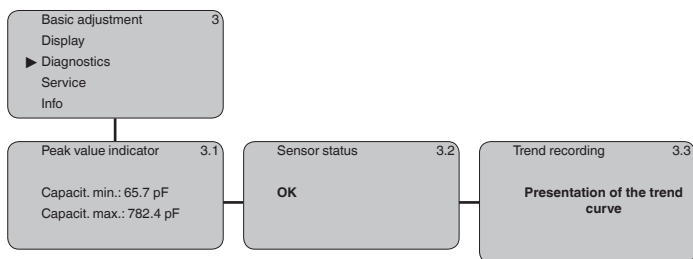 Basic adjustment 3
Display
▶ Diagnostics
Service
Info
Peak value indicator 3.1
Capacit. min.: 65.7 pF
Capacit. max.: 782.4 pF
Sensor status 3.2
OK
Trend recording 3.3
Presentation of the trend
curve